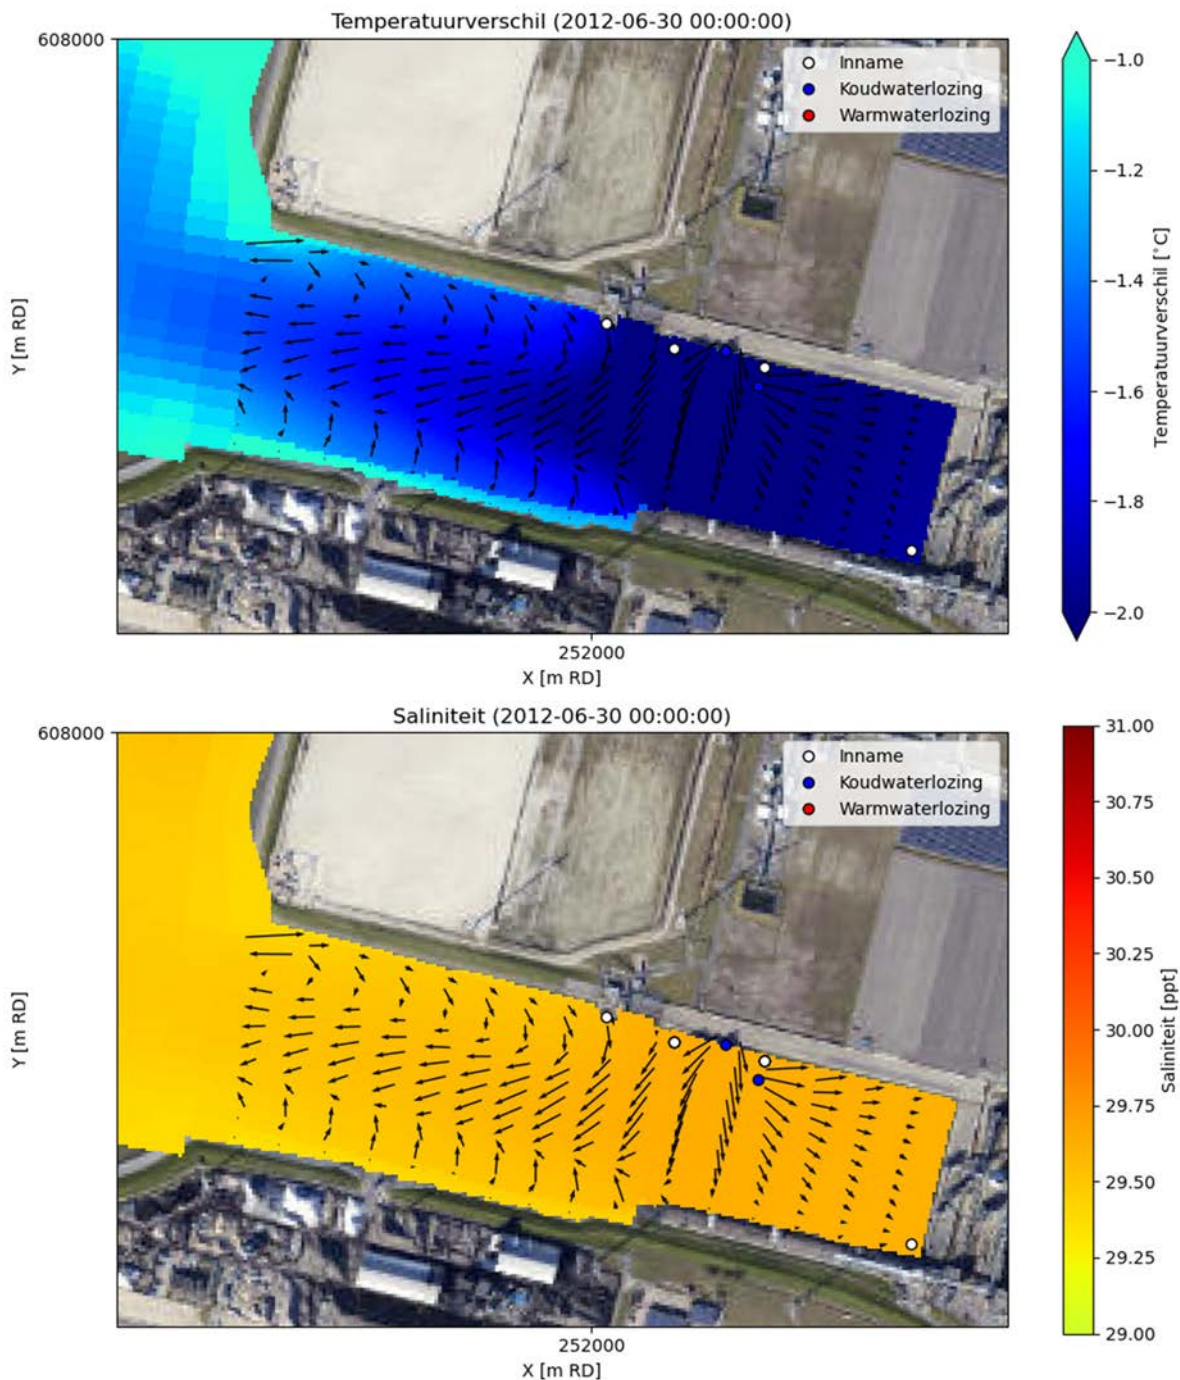 Temperatuurverschil (2012-06-30 00:00:00)
608000
Inname
Koudwaterlozing
Warmwaterlozing
Y [m RD]
252000
X [m RD]
−1.0
−1.2
−1.4
−1.6
−1.8
−2.0
Temperatuurverschil [°C]
Saliniteit (2012-06-30 00:00:00)
608000
Inname
Koudwaterlozing
Warmwaterlozing
Y [m RD]
252000
X [m RD]
31.00
30.75
30.50
30.25
30.00
29.75
29.50
29.25
29.00
Saliniteit [ppt]